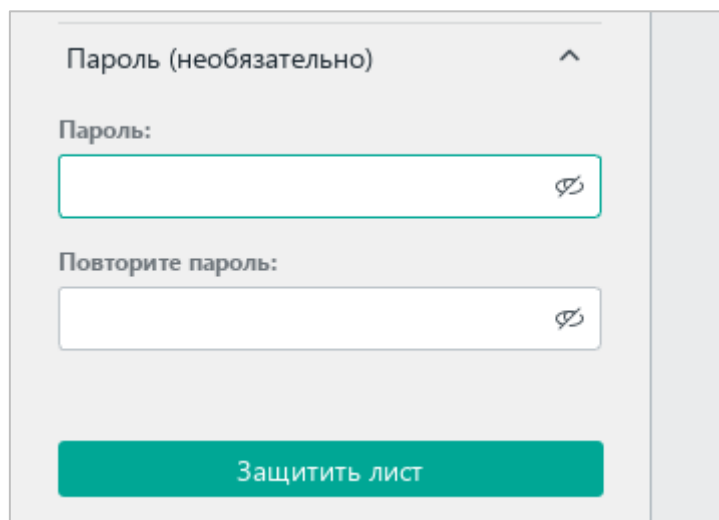 Пароль (необязательно)
Пароль:
Повторите пароль:
Защитить лист